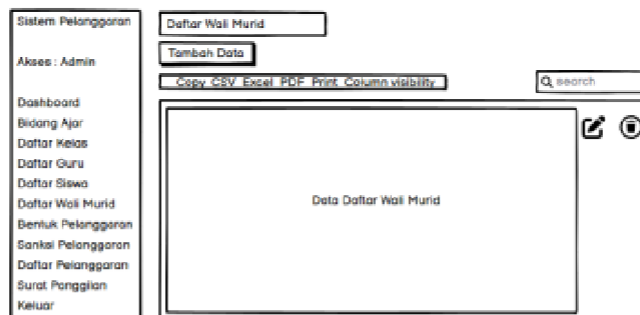 Sistem Pelanggaran
Akses : Admin
Dashboard
Bidang Ajar
Daftar Kelas
Daftar Guru
Daftar Siswa
Daftar Wali Murid
Bentuk Pelanggaran
Sanksi Pelanggaran
Daftar Pelanggaran
Surat Panggilan
Keluar
Daftar Wali Murid
Tambah Data
Copy CSV Excel PDF Print Column visibility
search
Data Daftar Wali Murid